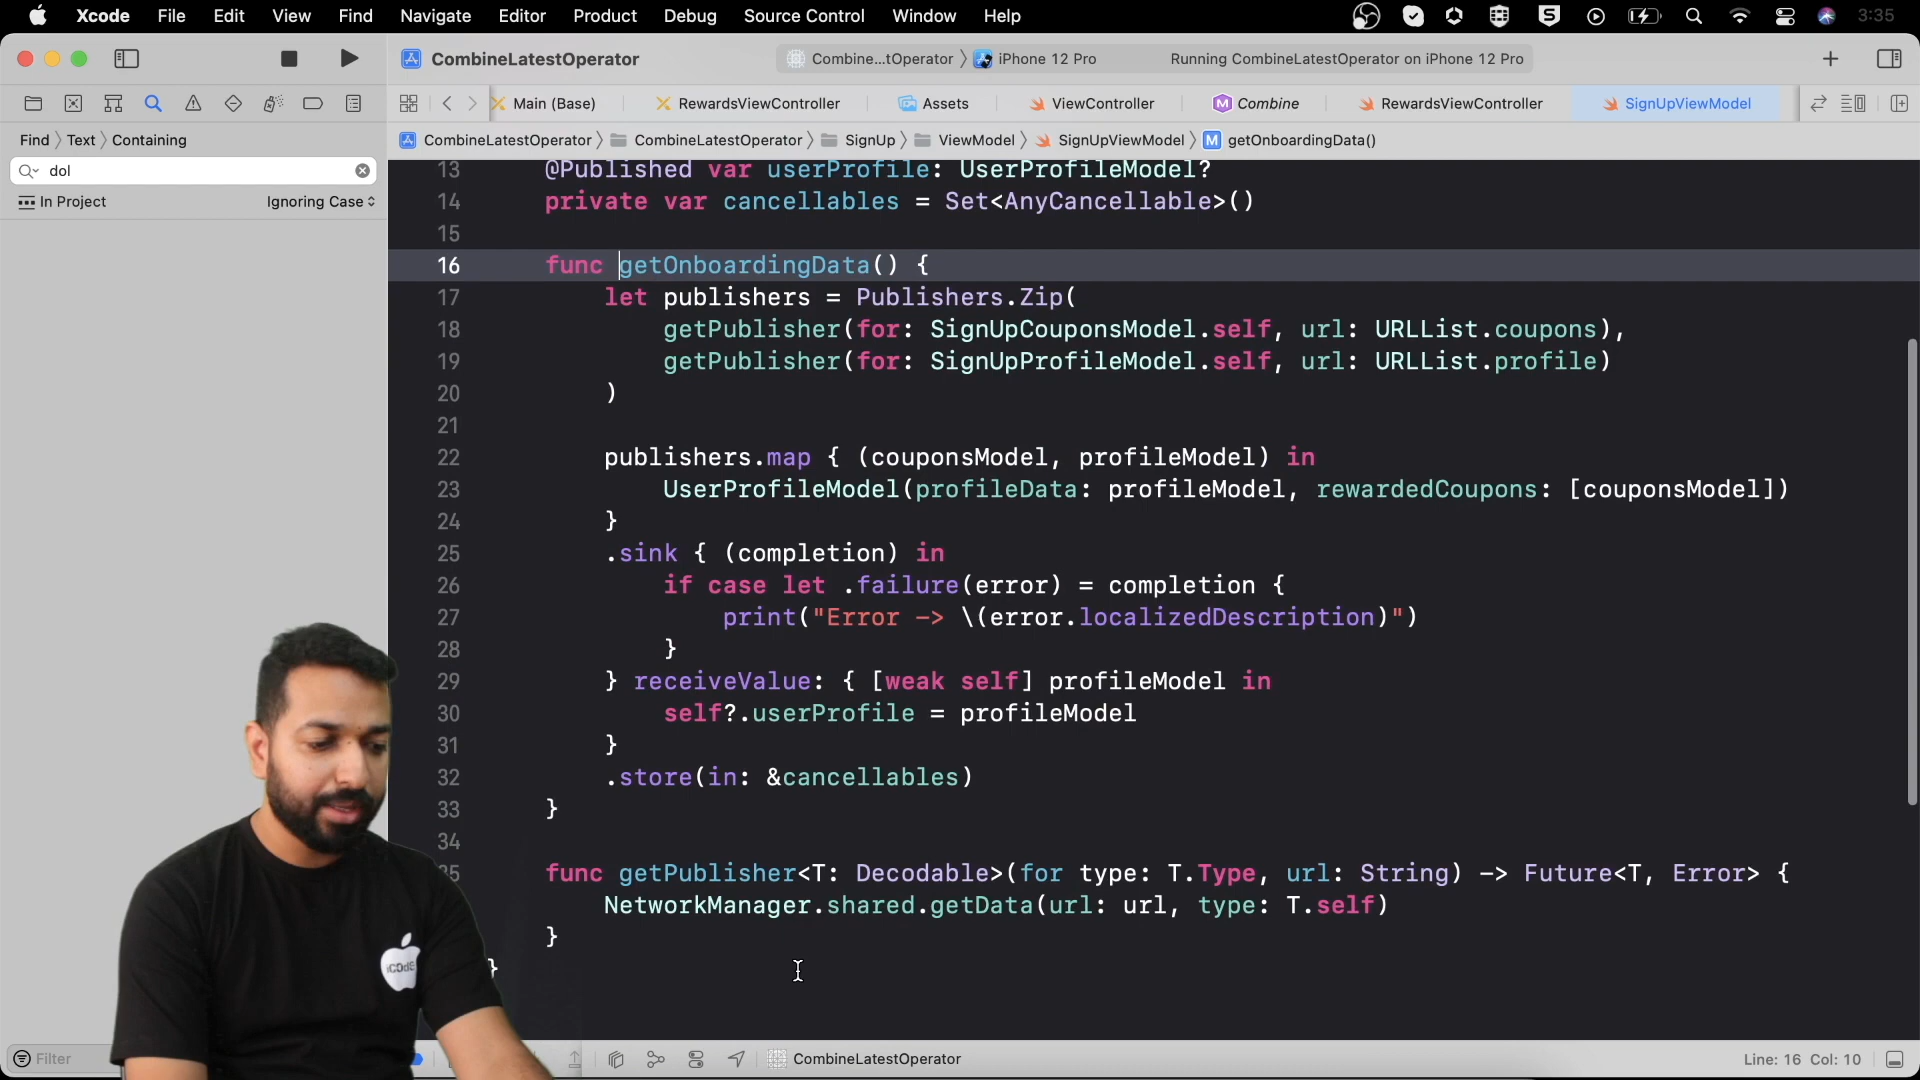 Xcode File Edit View Find Navigate Editor Product Debug Source Control Window Help 3:35
CombineLatestOperator Combine...tOperator iPhone 12 Pro Running CombineLatestOperator on iPhone 12 Pro
Main (Base) RewardsViewController Assets ViewController Combine RewardsViewController SignUpViewModel
Find Text Containing
CombineLatestOperator CombineLatestOperator SignUp ViewModel SignUpViewModel getOnboardingData()
dol
In Project Ignoring Case
13 @Published var userProfile: UserProfileModel?
14 private var cancellables = Set<AnyCancellable>()
15
16 func getOnboardingData() {
17 let publishers = Publishers.Zip(
18 getPublisher(for: SignUpCouponsModel.self, url: URLList.coupons),
19 getPublisher(for: SignUpProfileModel.self, url: URLList.profile)
20 )
21
22 publishers.map { (couponsModel, profileModel) in
23 UserProfileModel(profileData: profileModel, rewardedCoupons: [couponsModel])
24 }
25 .sink { (completion) in
26 if case let .failure(error) = completion {
27 print("Error -> \(error.localizedDescription)")
28 }
29 } receiveValue: { [weak self] profileModel in
30 self?.userProfile = profileModel
31 }
32 .store(in: &cancellables)
33 }
34
35 func getPublisher<T: Decodable>(for type: T.Type, url: String) -> Future<T, Error> {
NetworkManager.shared.getData(url: url, type: T.self)
}
}
iCode
Filter CombineLatestOperator Line: 16 Col: 10